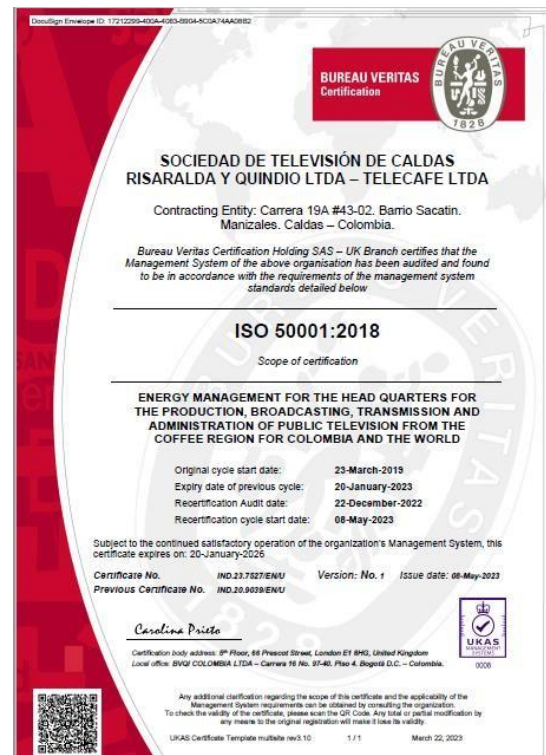 DocuSign Envelope ID: 17212299-400A-4083-B904-5C0A74AA08B2
BUREAU VERITAS
Certification
BUREAU VERITAS
1828
SOCIEDAD DE TELEVISIÓN DE CALDAS
RISARALDA Y QUINDIO LTDA – TELECAFE LTDA
Contracting Entity: Carrera 19A #43-02. Barrio Sacatin.
Manizales. Caldas – Colombia.
Bureau Veritas Certification Holding SAS – UK Branch certifies that the
Management System of the above organisation has been audited and found
to be in accordance with the requirements of the management system
standards detailed below
ISO 50001:2018
Scope of certification
ENERGY MANAGEMENT FOR THE HEAD QUARTERS FOR
THE PRODUCTION, BROADCASTING, TRANSMISSION AND
ADMINISTRATION OF PUBLIC TELEVISION FROM THE
COFFEE REGION FOR COLOMBIA AND THE WORLD
Original cycle start date: 23-March-2019
Expiry date of previous cycle: 20-January-2023
Recertification Audit date: 22-December-2022
Recertification cycle start date: 08-May-2023
Subject to the continued satisfactory operation of the organization's Management System, this
certificate expires on: 20-January-2026
Certificate No. IND.23.7527/EN/U Version: No. 1 Issue date: 08-May-2023
Previous Certificate No. IND.20.9039/EN/U
Carolina Prieto
Certification body address: 5th Floor, 66 Prescot Street, London E1 8HG, United Kingdom
Local office: BVQI COLOMBIA LTDA – Carrera 16 No. 97-40. Piso 4. Bogotá D.C. – Colombia.
UKAS
MANAGEMENT
SYSTEMS
0008
Any additional clarification regarding the scope of this certificate and the applicability of the
Management System requirements can be obtained by consulting the organization.
To check the validity of the certificate, please scan the QR Code. Any total or partial modification by
any means to the original registration will make it lose its validity.
UKAS Certificate Template multisite rev3.10 1 / 1 March 22, 2023